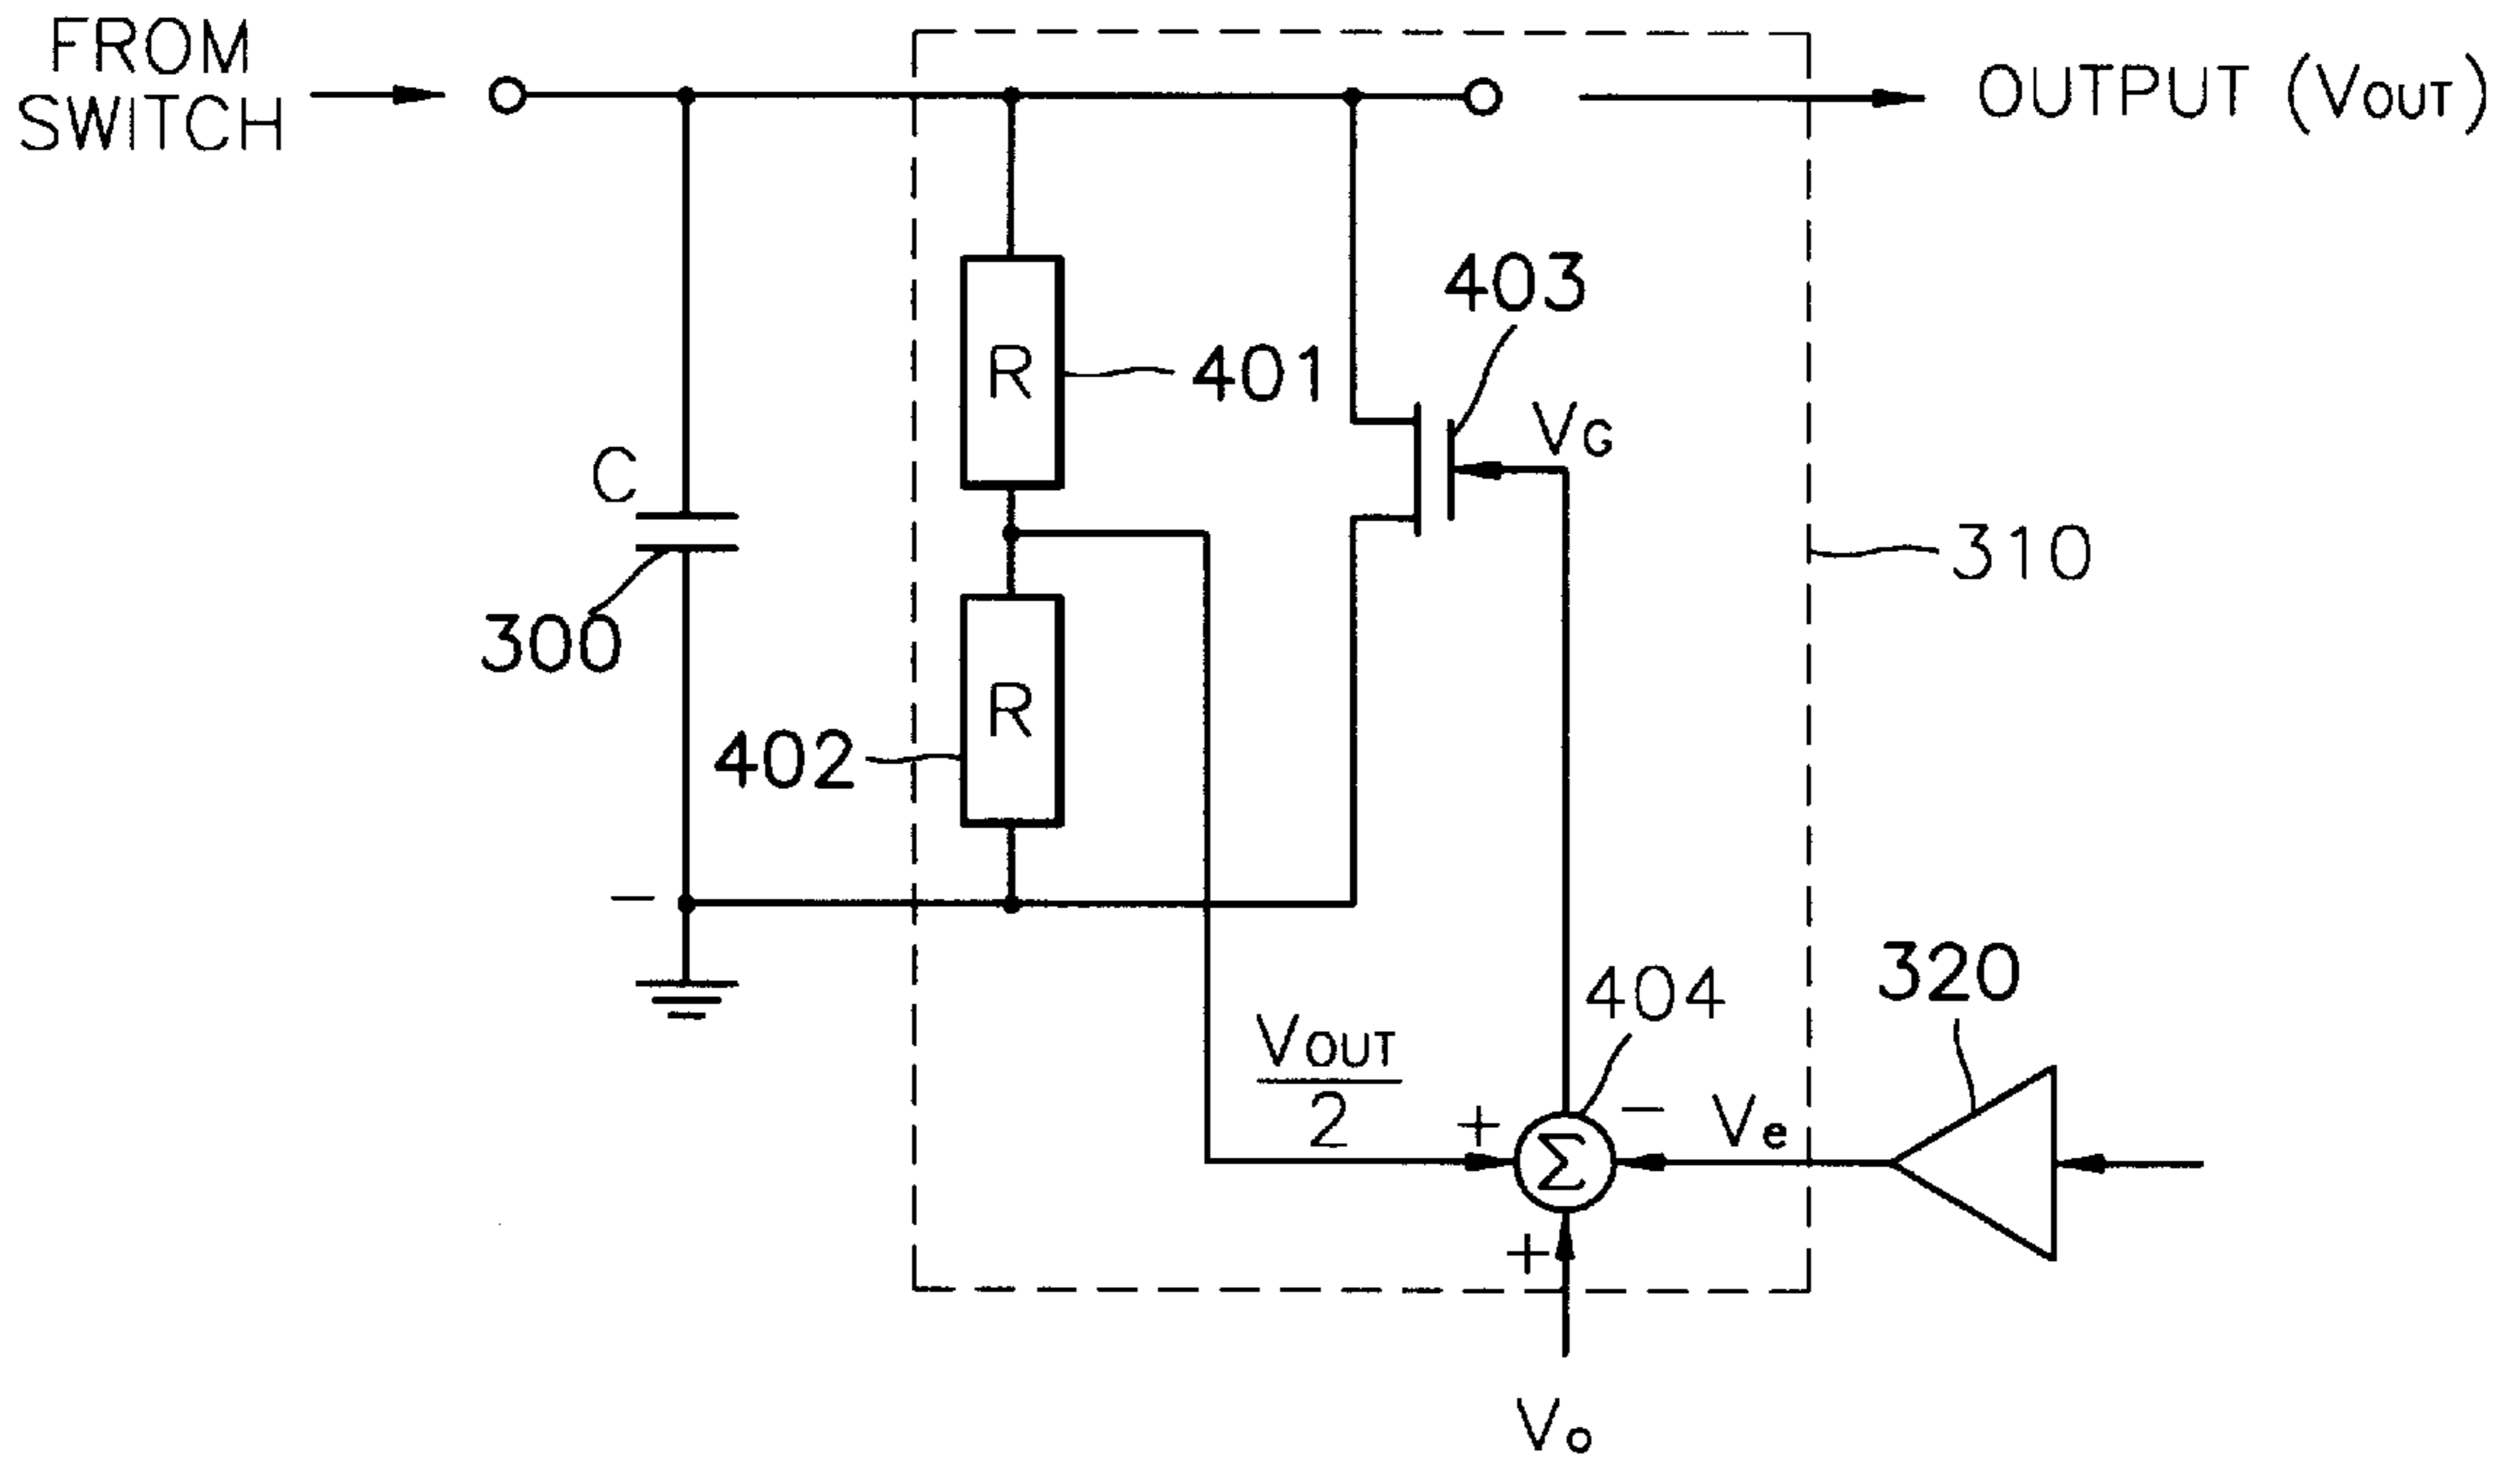 FROM
SWITCH
OUTPUT (VOUT)
403
R
401
VG
C
310
300
R
402
–
320
404
VOUT
2
+
–
Ve
Σ
+
Vo